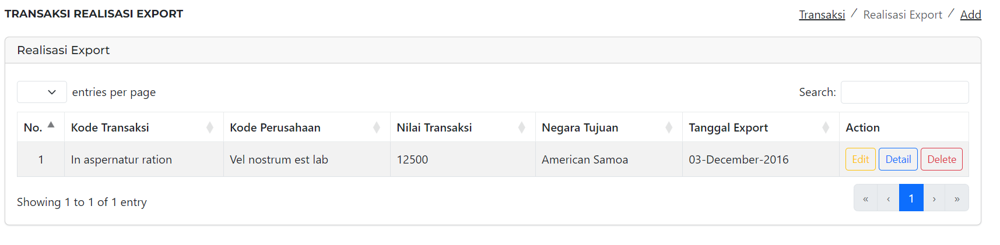 TRANSAKSI REALISASI EXPORT
Transaksi / Realisasi Export / Add
Realisasi Export
entries per page
Search:
No. Kode Transaksi Kode Perusahaan Nilai Transaksi Negara Tujuan Tanggal Export Action
1 In aspernatur ration Vel nostrum est lab 12500 American Samoa 03-December-2016 Edit Detail Delete
Showing 1 to 1 of 1 entry
« ‹ 1 › »